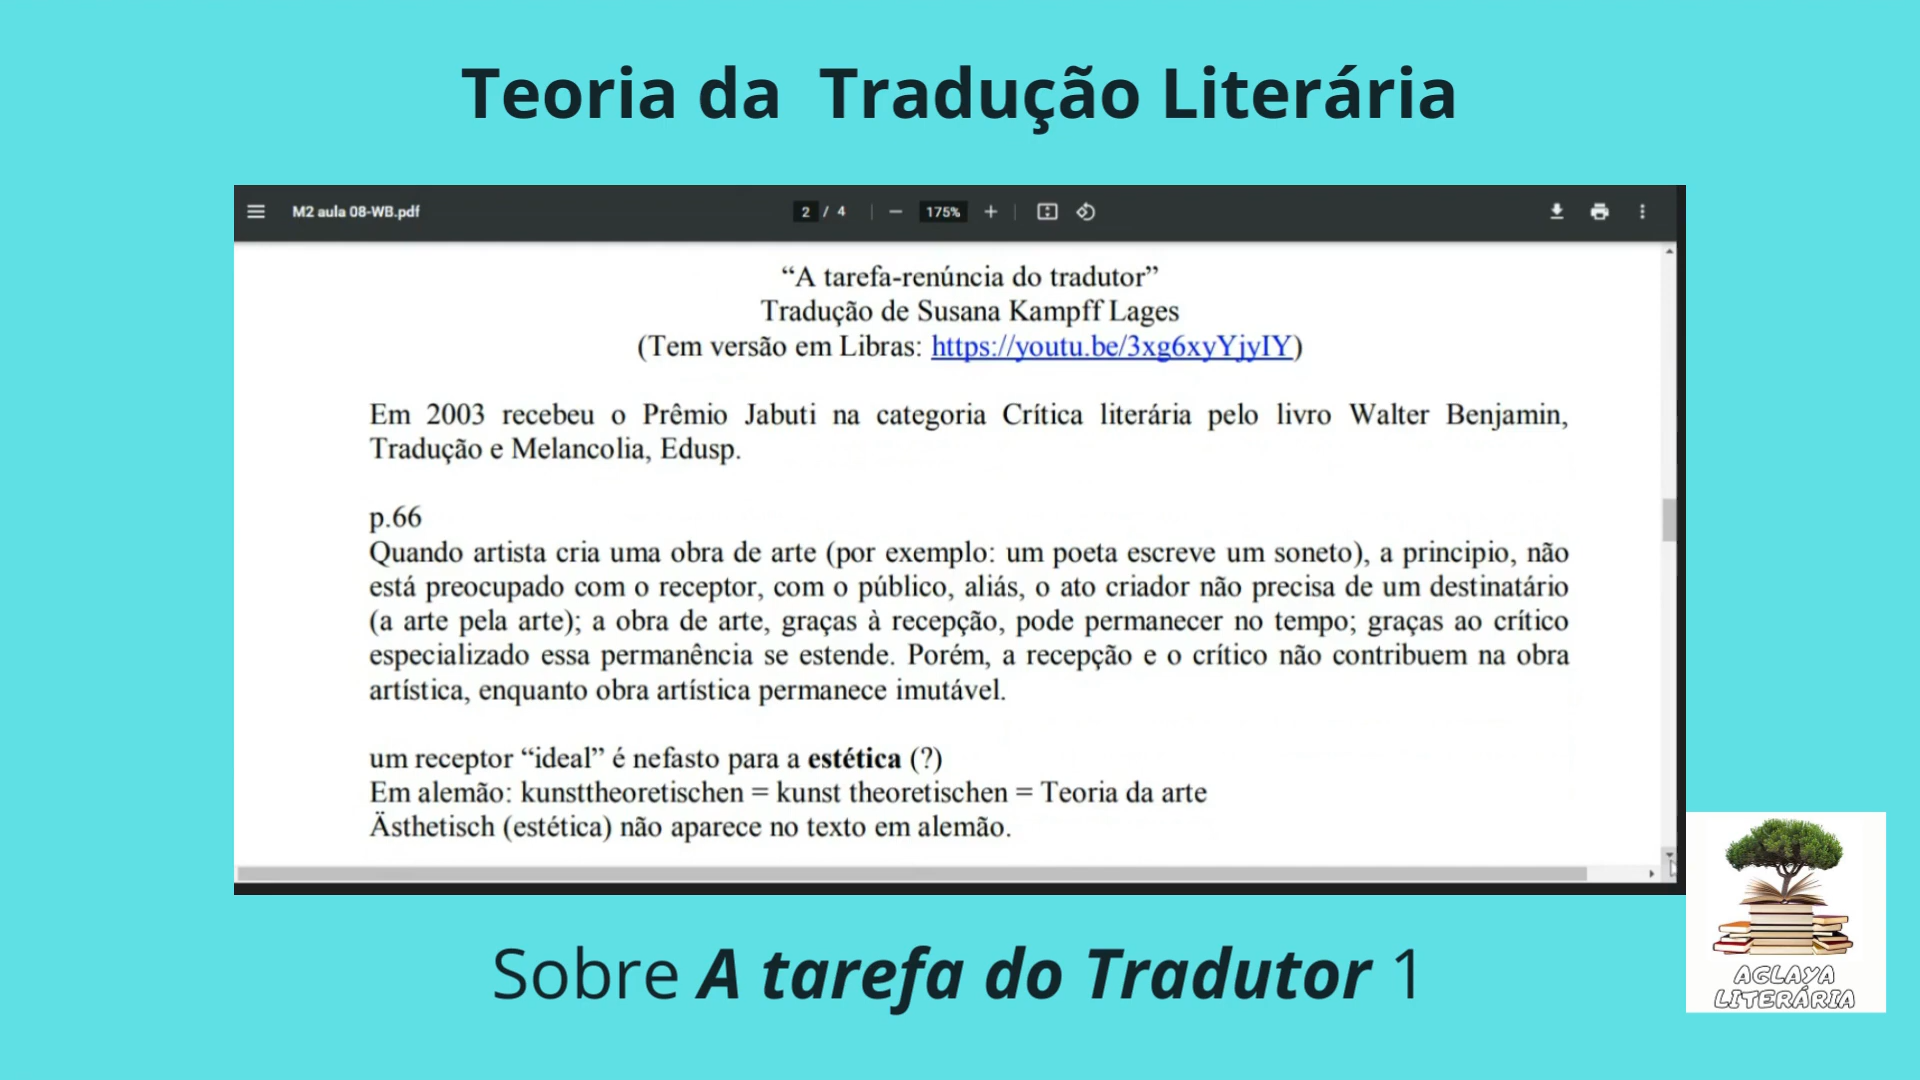 Teoria da  Tradução Literária
M2 aula 08-WB.pdf
2 / 4
175%
“A tarefa-renúncia do tradutor”
Tradução de Susana Kampff Lages
(Tem versão em Libras: https://youtu.be/3xg6xyYjyIY)
Em 2003 recebeu o Prêmio Jabuti na categoria Crítica literária pelo livro Walter Benjamin,
Tradução e Melancolia, Edusp.
p.66
Quando artista cria uma obra de arte (por exemplo: um poeta escreve um soneto), a principio, não
está preocupado com o receptor, com o público, aliás, o ato criador não precisa de um destinatário
(a arte pela arte); a obra de arte, graças à recepção, pode permanecer no tempo; graças ao crítico
especializado essa permanência se estende. Porém, a recepção e o crítico não contribuem na obra
artística, enquanto obra artística permanece imutável.
um receptor “ideal” é nefasto para a estética (?)
Em alemão: kunsttheoretischen = kunst theoretischen = Teoria da arte
Ästhetisch (estética) não aparece no texto em alemão.
Sobre A tarefa do Tradutor 1
AGLAYA
LITERÁRIA